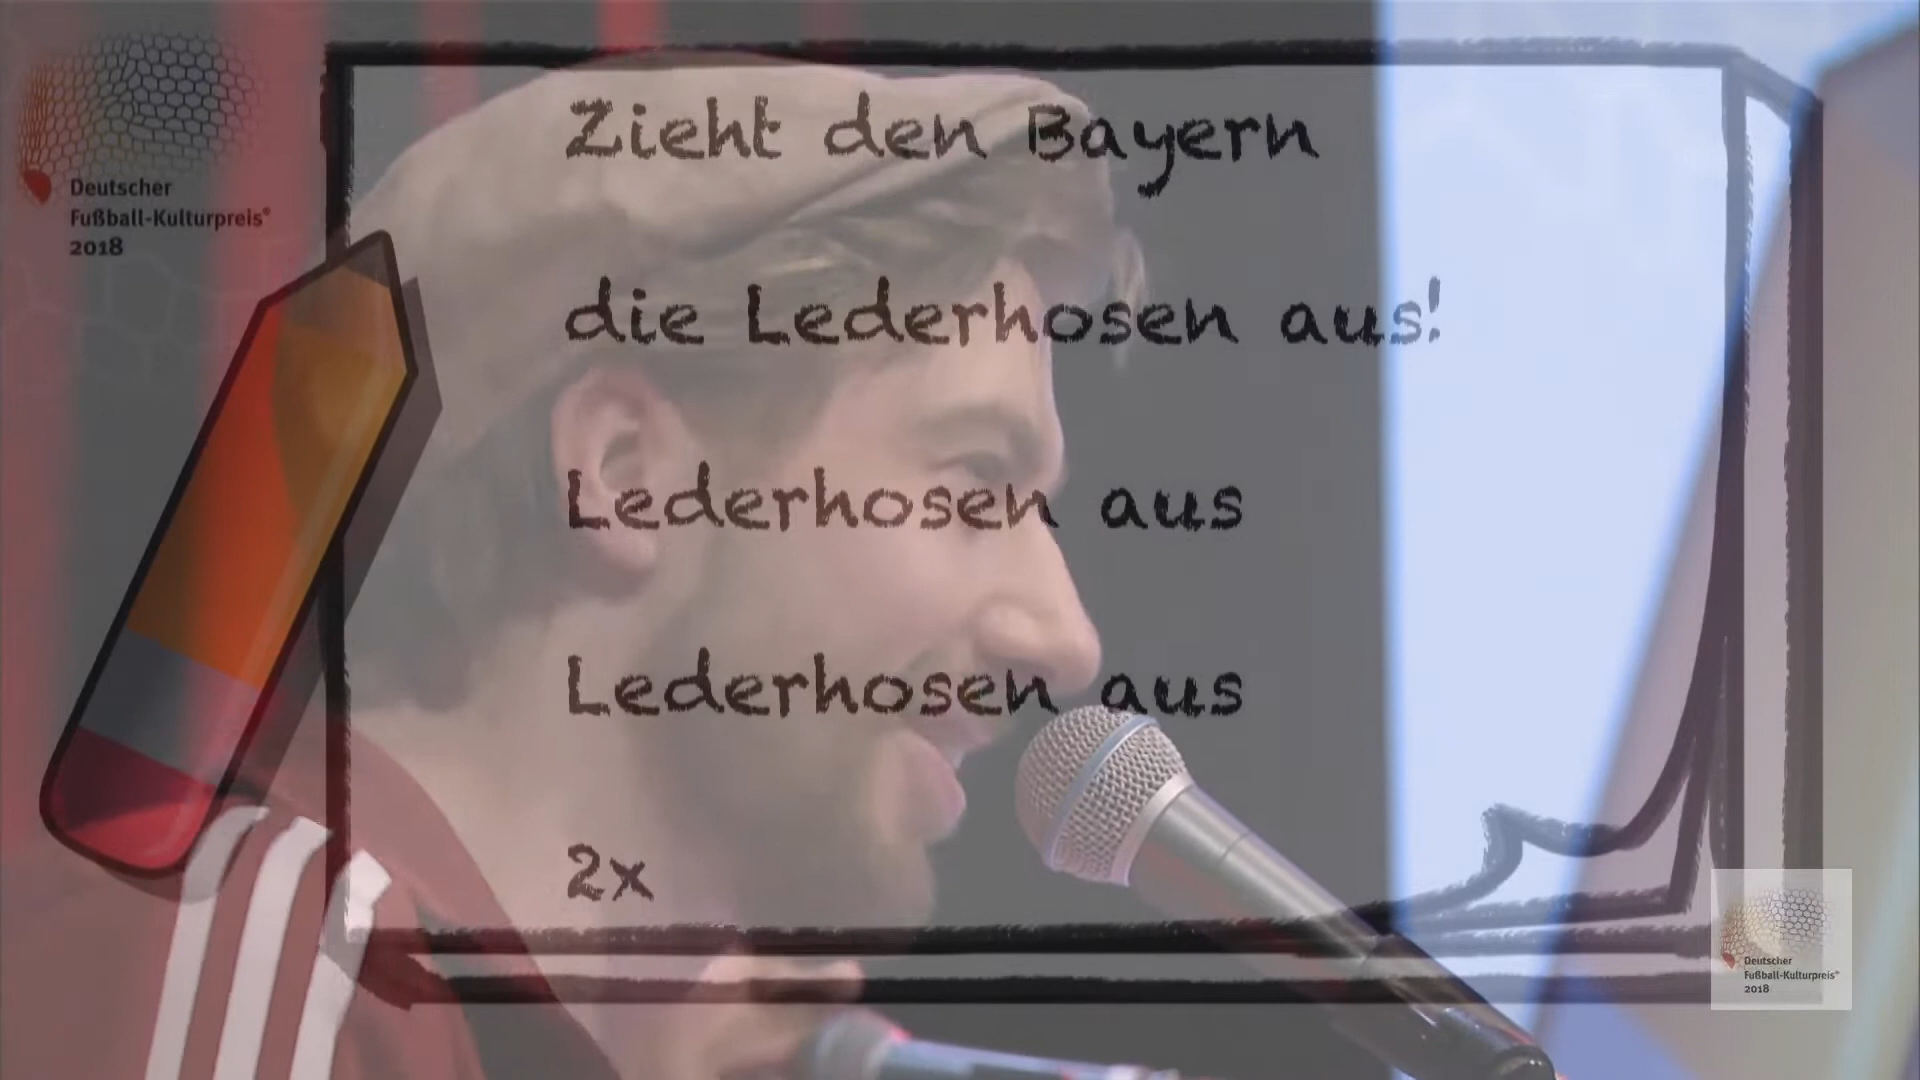 Deutscher
Fußball-Kulturpreis®
2018
Zieht den Bayern
die Lederhosen aus!
Lederhosen aus
Lederhosen aus
2x
Deutscher
Fußball-Kulturpreis®
2018